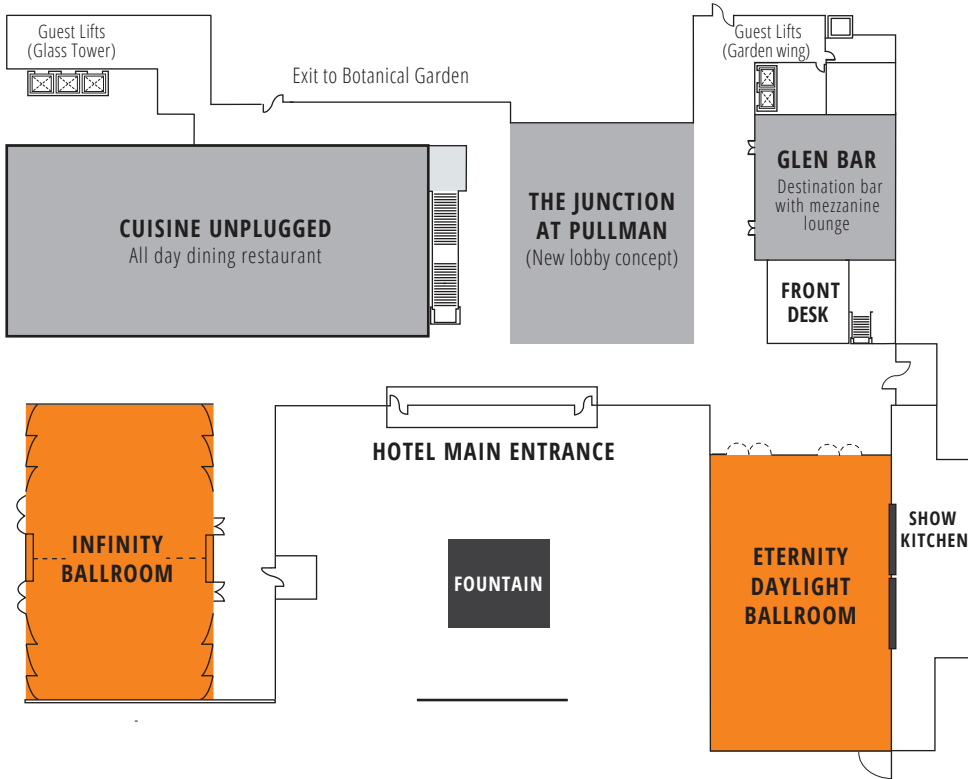 Guest Lifts
(Glass Tower)
Guest Lifts
(Garden wing)
Exit to Botanical Garden
CUISINE UNPLUGGED
All day dining restaurant
THE JUNCTION
AT PULLMAN
(New lobby concept)
GLEN BAR
Destination bar
with mezzanine
lounge
FRONT
DESK
HOTEL MAIN ENTRANCE
INFINITY
BALLROOM
FOUNTAIN
ETERNITY
DAYLIGHT
BALLROOM
SHOW
KITCHEN